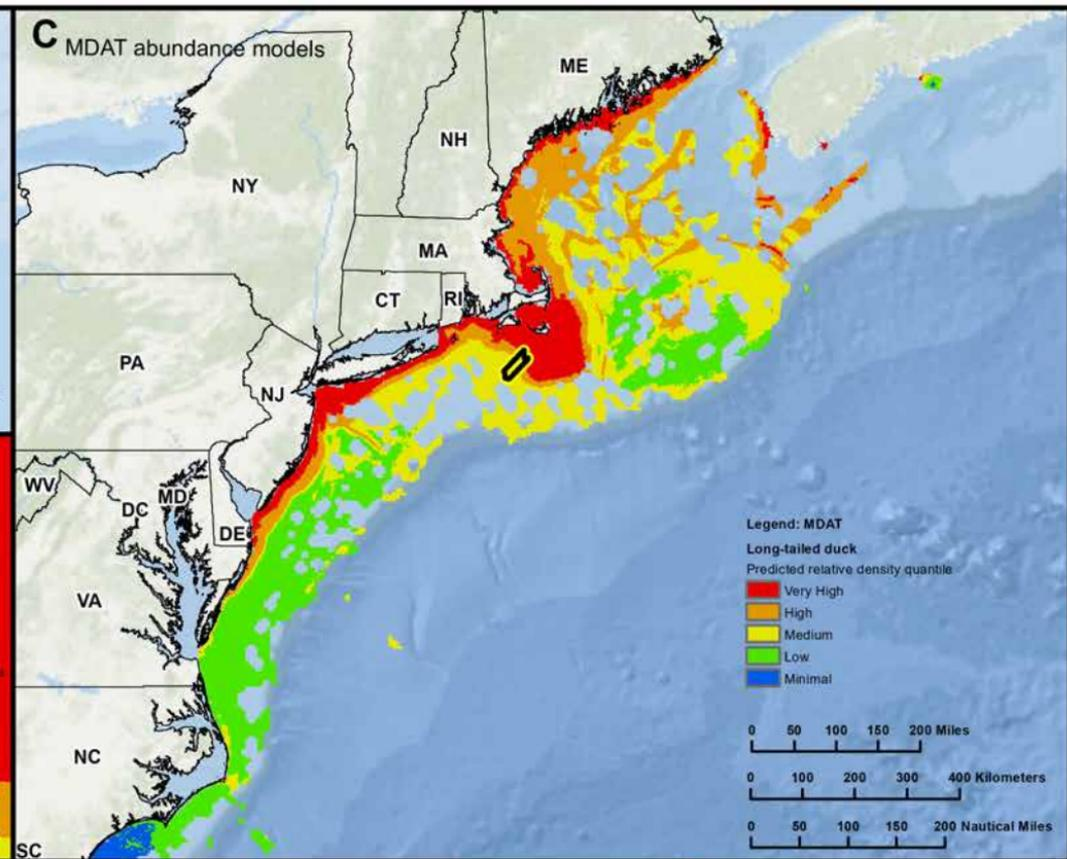 C MDAT abundance models
ME
NH
NY
MA
CT
RI
PA
NJ
WV
MD
DC
DE
VA
NC
SC
Legend: MDAT
Long-tailed duck
Predicted relative density quantile
Very High
High
Medium
Low
Minimal
0 50 100 150 200 Miles
0 100 200 300 400 Kilometers
0 50 100 150 200 Nautical Miles